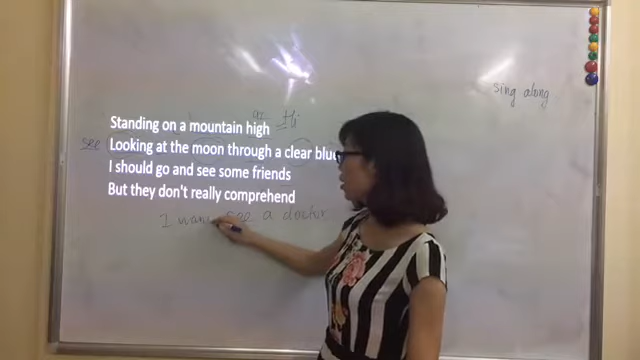 sing along
Hi
Standing on a mountain high
see Looking at the moon through a clear blue
I should go and see some friends
But they don't really comprehend
I want see a doctor